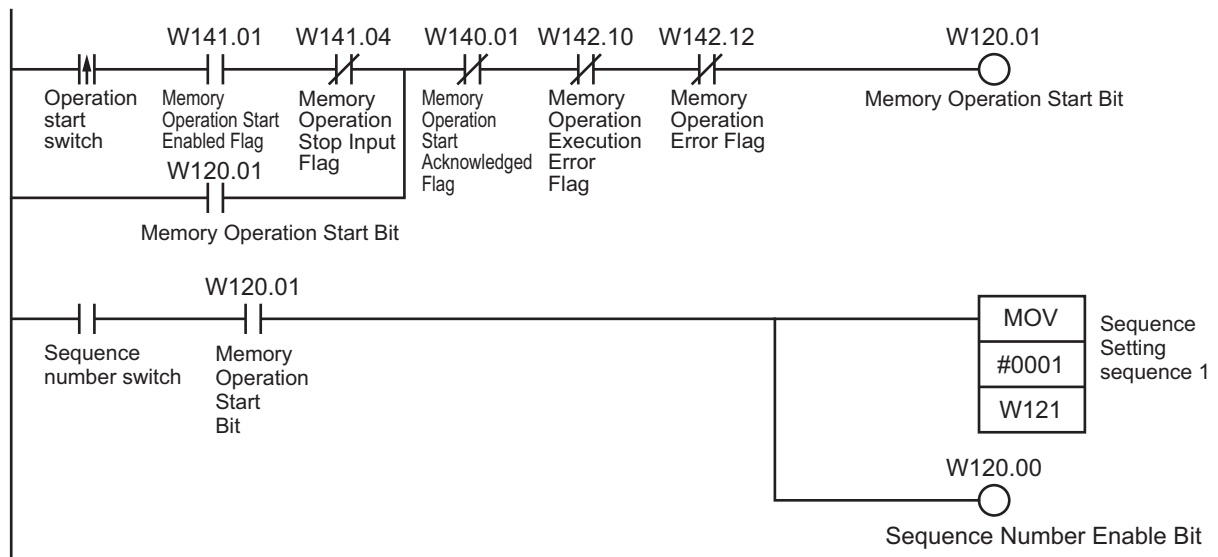 W141.01 W141.04 W140.01 W142.10 W142.12 W120.01
Operation
start
switch
Memory
Operation Start
Enabled Flag
Memory
Operation
Stop Input
Flag
Memory
Operation
Start
Acknowledged
Flag
Memory
Operation
Execution
Error
Flag
Memory
Operation
Error Flag
Memory Operation Start Bit
W120.01
Memory Operation Start Bit
W120.01
Sequence
number switch
Memory
Operation
Start
Bit
MOV
#0001
W121
Sequence
Setting
sequence 1
W120.00
Sequence Number Enable Bit